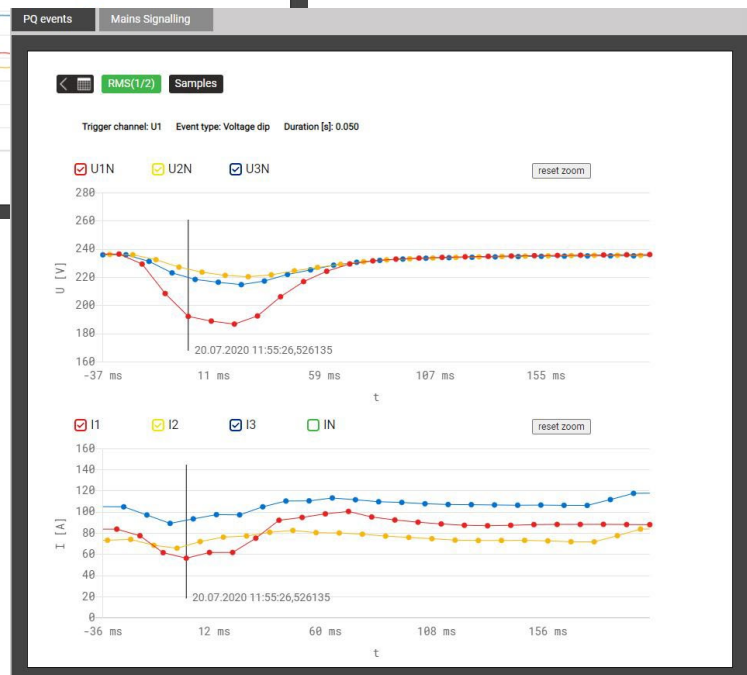 PQ events Mains Signalling
RMS(1/2) Samples
Trigger channel: U1 Event type: Voltage dip Duration [s]: 0.050
U1N U2N U3N reset zoom
280
260
240
220
200
180
160
U [V]
20.07.2020 11:55:26,526135
-37 ms 11 ms 59 ms 107 ms 155 ms
t
I1 I2 I3 IN reset zoom
160
140
120
100
80
60
40
20
0
I [A]
20.07.2020 11:55:26,526135
-36 ms 12 ms 60 ms 108 ms 156 ms
t